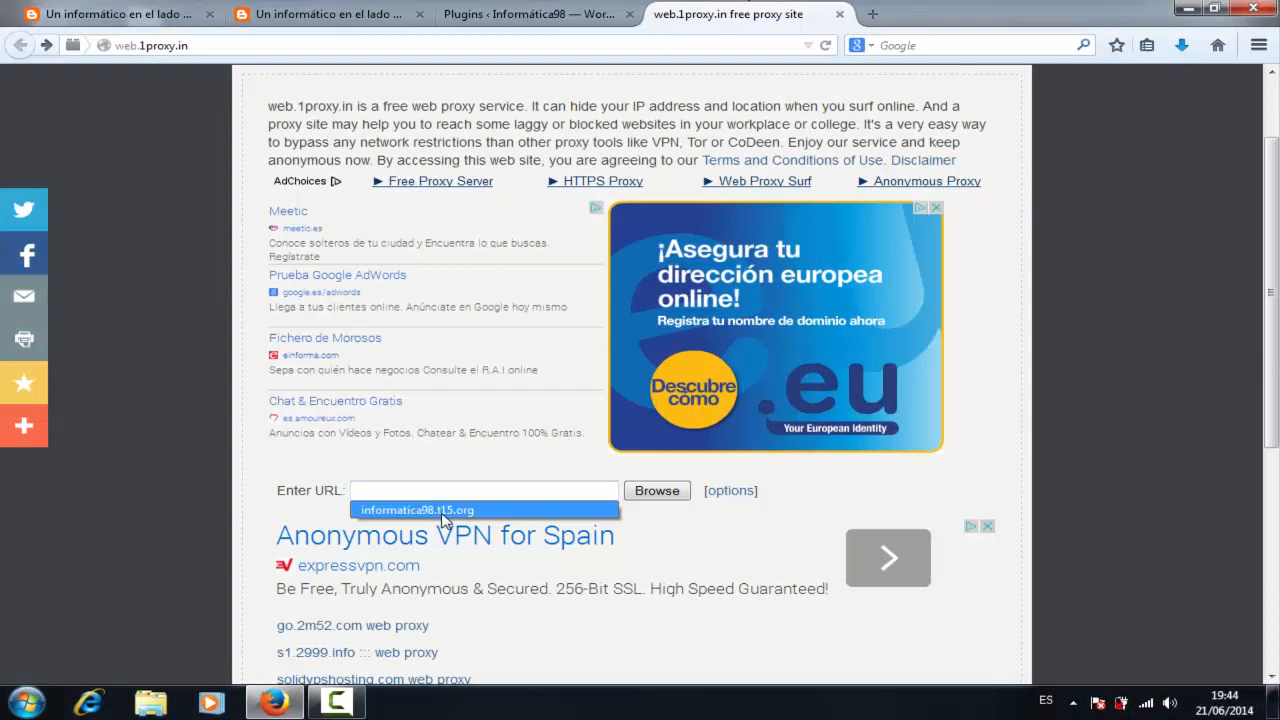 Un informático en el lado ...
Un informático en el lado ...
Plugins ‹ Informática98 — Wor...
web.1proxy.in free proxy site
web.1proxy.in
Google
web.1proxy.in is a free web proxy service. It can hide your IP address and location when you surf online. And a
proxy site may help you to reach some laggy or blocked websites in your workplace or college. It's a very easy way
to bypass any network restrictions than other proxy tools like VPN, Tor or CoDeen. Enjoy our service and keep
anonymous now. By accessing this web site, you are agreeing to our Terms and Conditions of Use. Disclaimer
AdChoices ► Free Proxy Server ► HTTPS Proxy ► Web Proxy Surf ► Anonymous Proxy
Meetic
meetic.es
Conoce solteros de tu ciudad y Encuentra lo que buscas.
Regístrate
Prueba Google AdWords
google.es/adwords
Llega a tus clientes online. Anúnciate en Google hoy mismo
Fichero de Morosos
einforma.com
Sepa con quién hace negocios Consulte el R.A.I online
Chat & Encuentro Gratis
es.amoureux.com
Anuncios con Vídeos y Fotos. Chatear & Encuentro 100% Gratis.
¡Asegura tu
dirección europea
online!
Registra tu nombre de dominio ahora
Descubre
cómo
.eu
Your European Identity
Enter URL: Browse [options]
informatica98.t15.org
Anonymous VPN for Spain
expressvpn.com
Be Free, Truly Anonymous & Secured. 256-Bit SSL. High Speed Guaranteed!
go.2m52.com web proxy
s1.2999.info ::: web proxy
solidypshosting.com web proxy
ES
19:44
21/06/2014